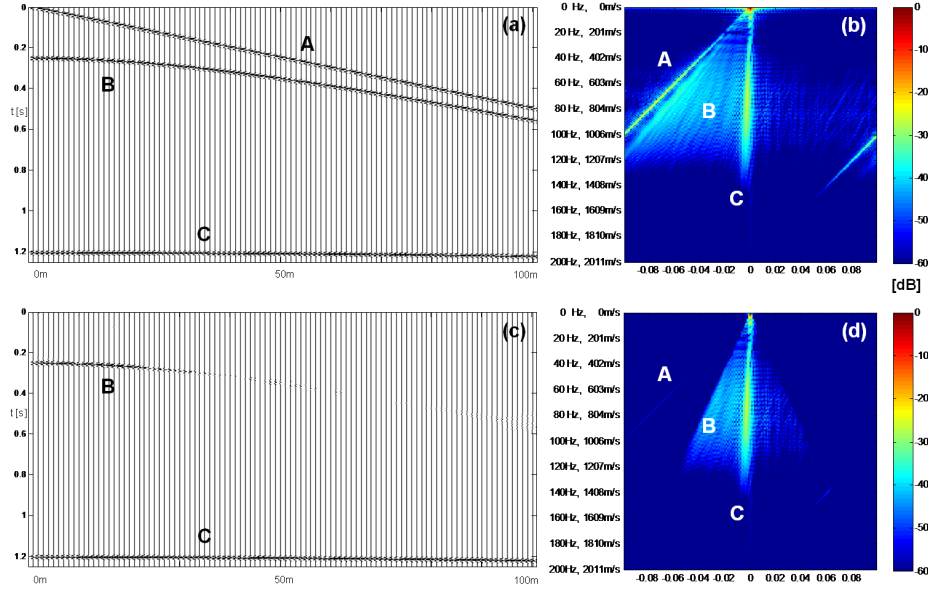 0
0.2
0.4
t [s]
0.6
0.8
1
1.2
0m
50m
100m
A
B
C
(a)
0 Hz, 0m/s
20 Hz, 201m/s
40 Hz, 402m/s
60 Hz, 603m/s
80 Hz, 804m/s
100Hz, 1006m/s
120Hz, 1207m/s
140Hz, 1408m/s
160Hz, 1609m/s
180Hz, 1810m/s
200Hz, 2011m/s
-0.08 -0.06 -0.04 -0.02 0 0.02 0.04 0.06 0.08
A
B
C
(b)
0
-10
-20
-30
-40
-50
-60
[dB]
0
0.2
0.4
t [s]
0.6
0.8
1
1.2
0m
50m
100m
B
C
(c)
0 Hz, 0m/s
20 Hz, 201m/s
40 Hz, 402m/s
60 Hz, 603m/s
80 Hz, 804m/s
100Hz, 1006m/s
120Hz, 1207m/s
140Hz, 1408m/s
160Hz, 1609m/s
180Hz, 1810m/s
200Hz, 2011m/s
-0.08 -0.06 -0.04 -0.02 0 0.02 0.04 0.06 0.08
A
B
C
(d)
0
-10
-20
-30
-40
-50
-60